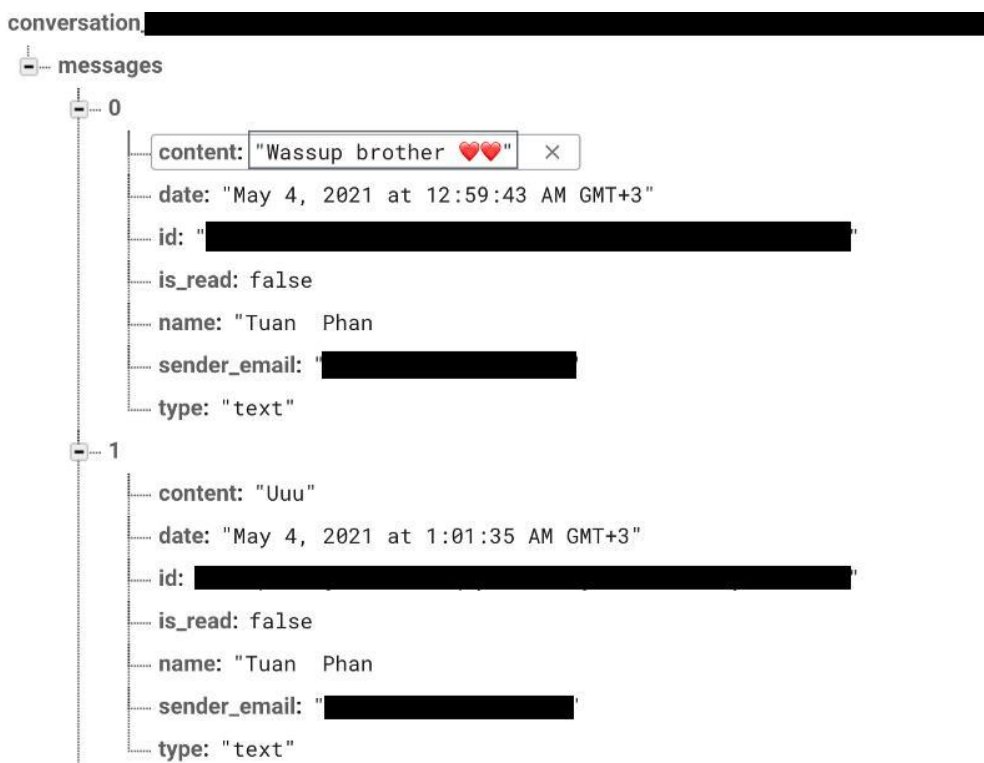 conversation_
messages
0
content: "Wassup brother ❤️❤️" ×
date: "May 4, 2021 at 12:59:43 AM GMT+3"
id: " "
is_read: false
name: "Tuan  Phan
sender_email: "
type: "text"
1
content: "Uuu"
date: "May 4, 2021 at 1:01:35 AM GMT+3"
id: "
is_read: false
name: "Tuan  Phan
sender_email: "
type: "text"